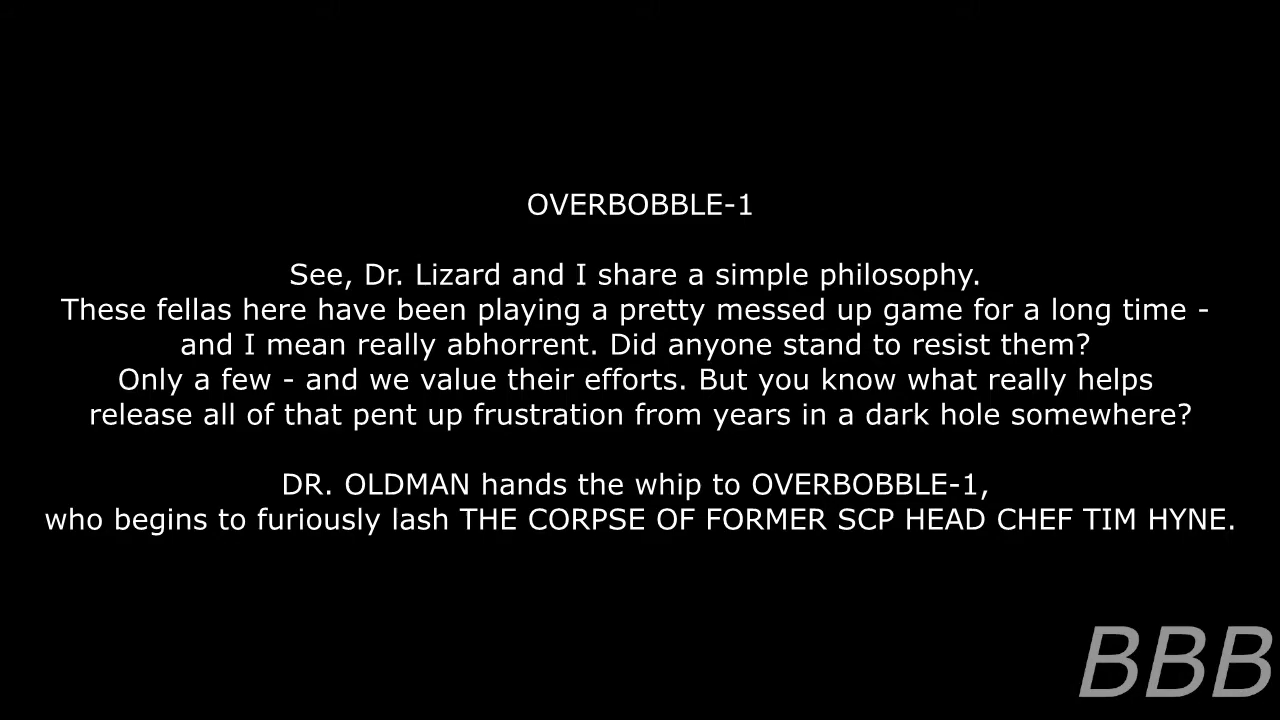 OVERBOBBLE-1
See, Dr. Lizard and I share a simple philosophy.
These fellas here have been playing a pretty messed up game for a long time -
and I mean really abhorrent. Did anyone stand to resist them?
Only a few - and we value their efforts. But you know what really helps
release all of that pent up frustration from years in a dark hole somewhere?
DR. OLDMAN hands the whip to OVERBOBBLE-1,
who begins to furiously lash THE CORPSE OF FORMER SCP HEAD CHEF TIM HYNE.
BBB